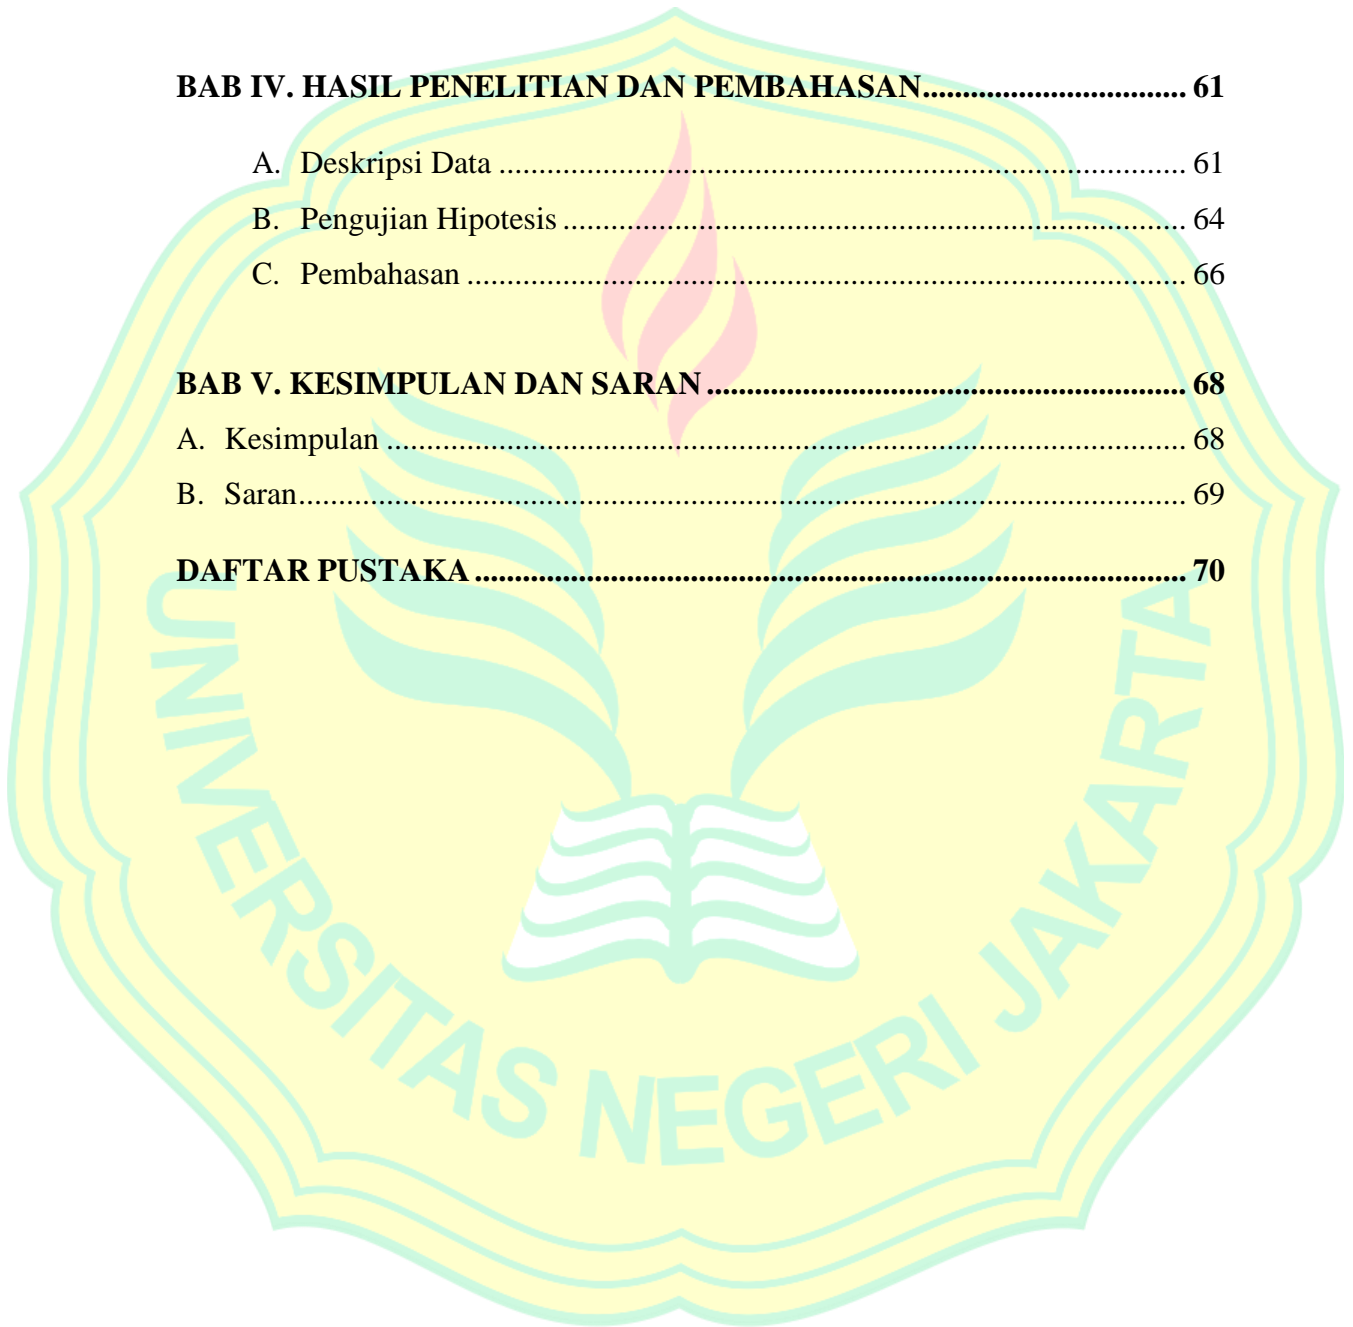 BAB IV. HASIL PENELITIAN DAN PEMBAHASAN.................................. 61
A. Deskripsi Data ...................................................................................... 61
B. Pengujian Hipotesis .............................................................................. 64
C. Pembahasan .......................................................................................... 66
BAB V. KESIMPULAN DAN SARAN ............................................................. 68
A. Kesimpulan .................................................................................................... 68
B. Saran............................................................................................................... 69
DAFTAR PUSTAKA ........................................................................................... 70
UNIVERSITAS NEGERI JAKARTA